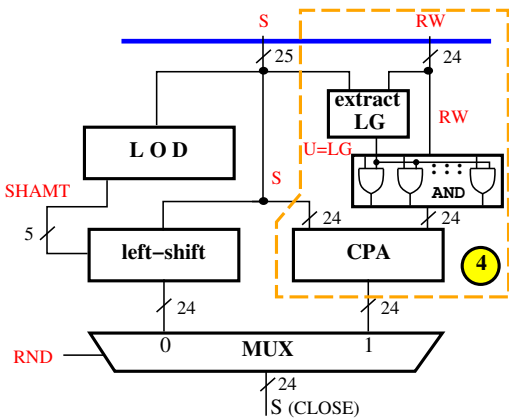 S
RW
25
24
extract
LG
RW
L O D
U=LG
AND
SHAMT
S
5
24
24
left-shift
CPA
4
24
24
0
MUX
1
RND
24
S (CLOSE)